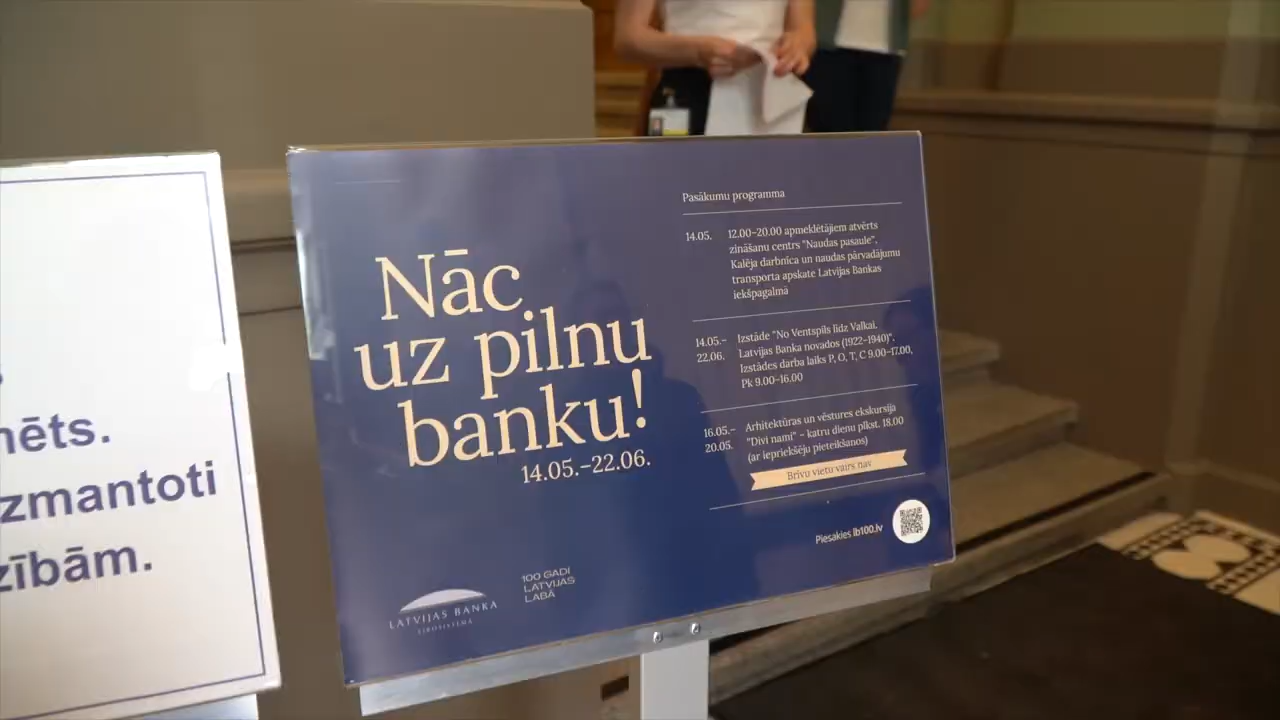 nēts.
zmantoti
zībām.
Nāc
uz pilnu
banku!
14.05.–22.06.
Pasākumu programma
14.05.
12.00–20.00 apmeklētājiem atvērts
zināšanu centrs "Naudas pasaule",
Kalēja darbnīca un naudas pārvadājumu
transporta apskate Latvijas Bankas
iekšpagalmā
14.05.–
22.06.
Izstāde "No Ventspils līdz Valkai.
Latvijas Banka novados (1922–1940)".
Izstādes darba laiks P, O, T, C 9.00–17.00,
Pk 9.00–16.00
16.05.–
20.05.
Arhitektūras un vēstures ekskursija
"Divi nami" – katru dienu plkst. 18.00
(ar iepriekšēju pieteikšanos)
Brīvu vietu vairs nav
Piesakies lb100.lv
LATVIJAS BANKA
EIROSISTĒMA
100 GADI
LATVIJAS
LABĀ